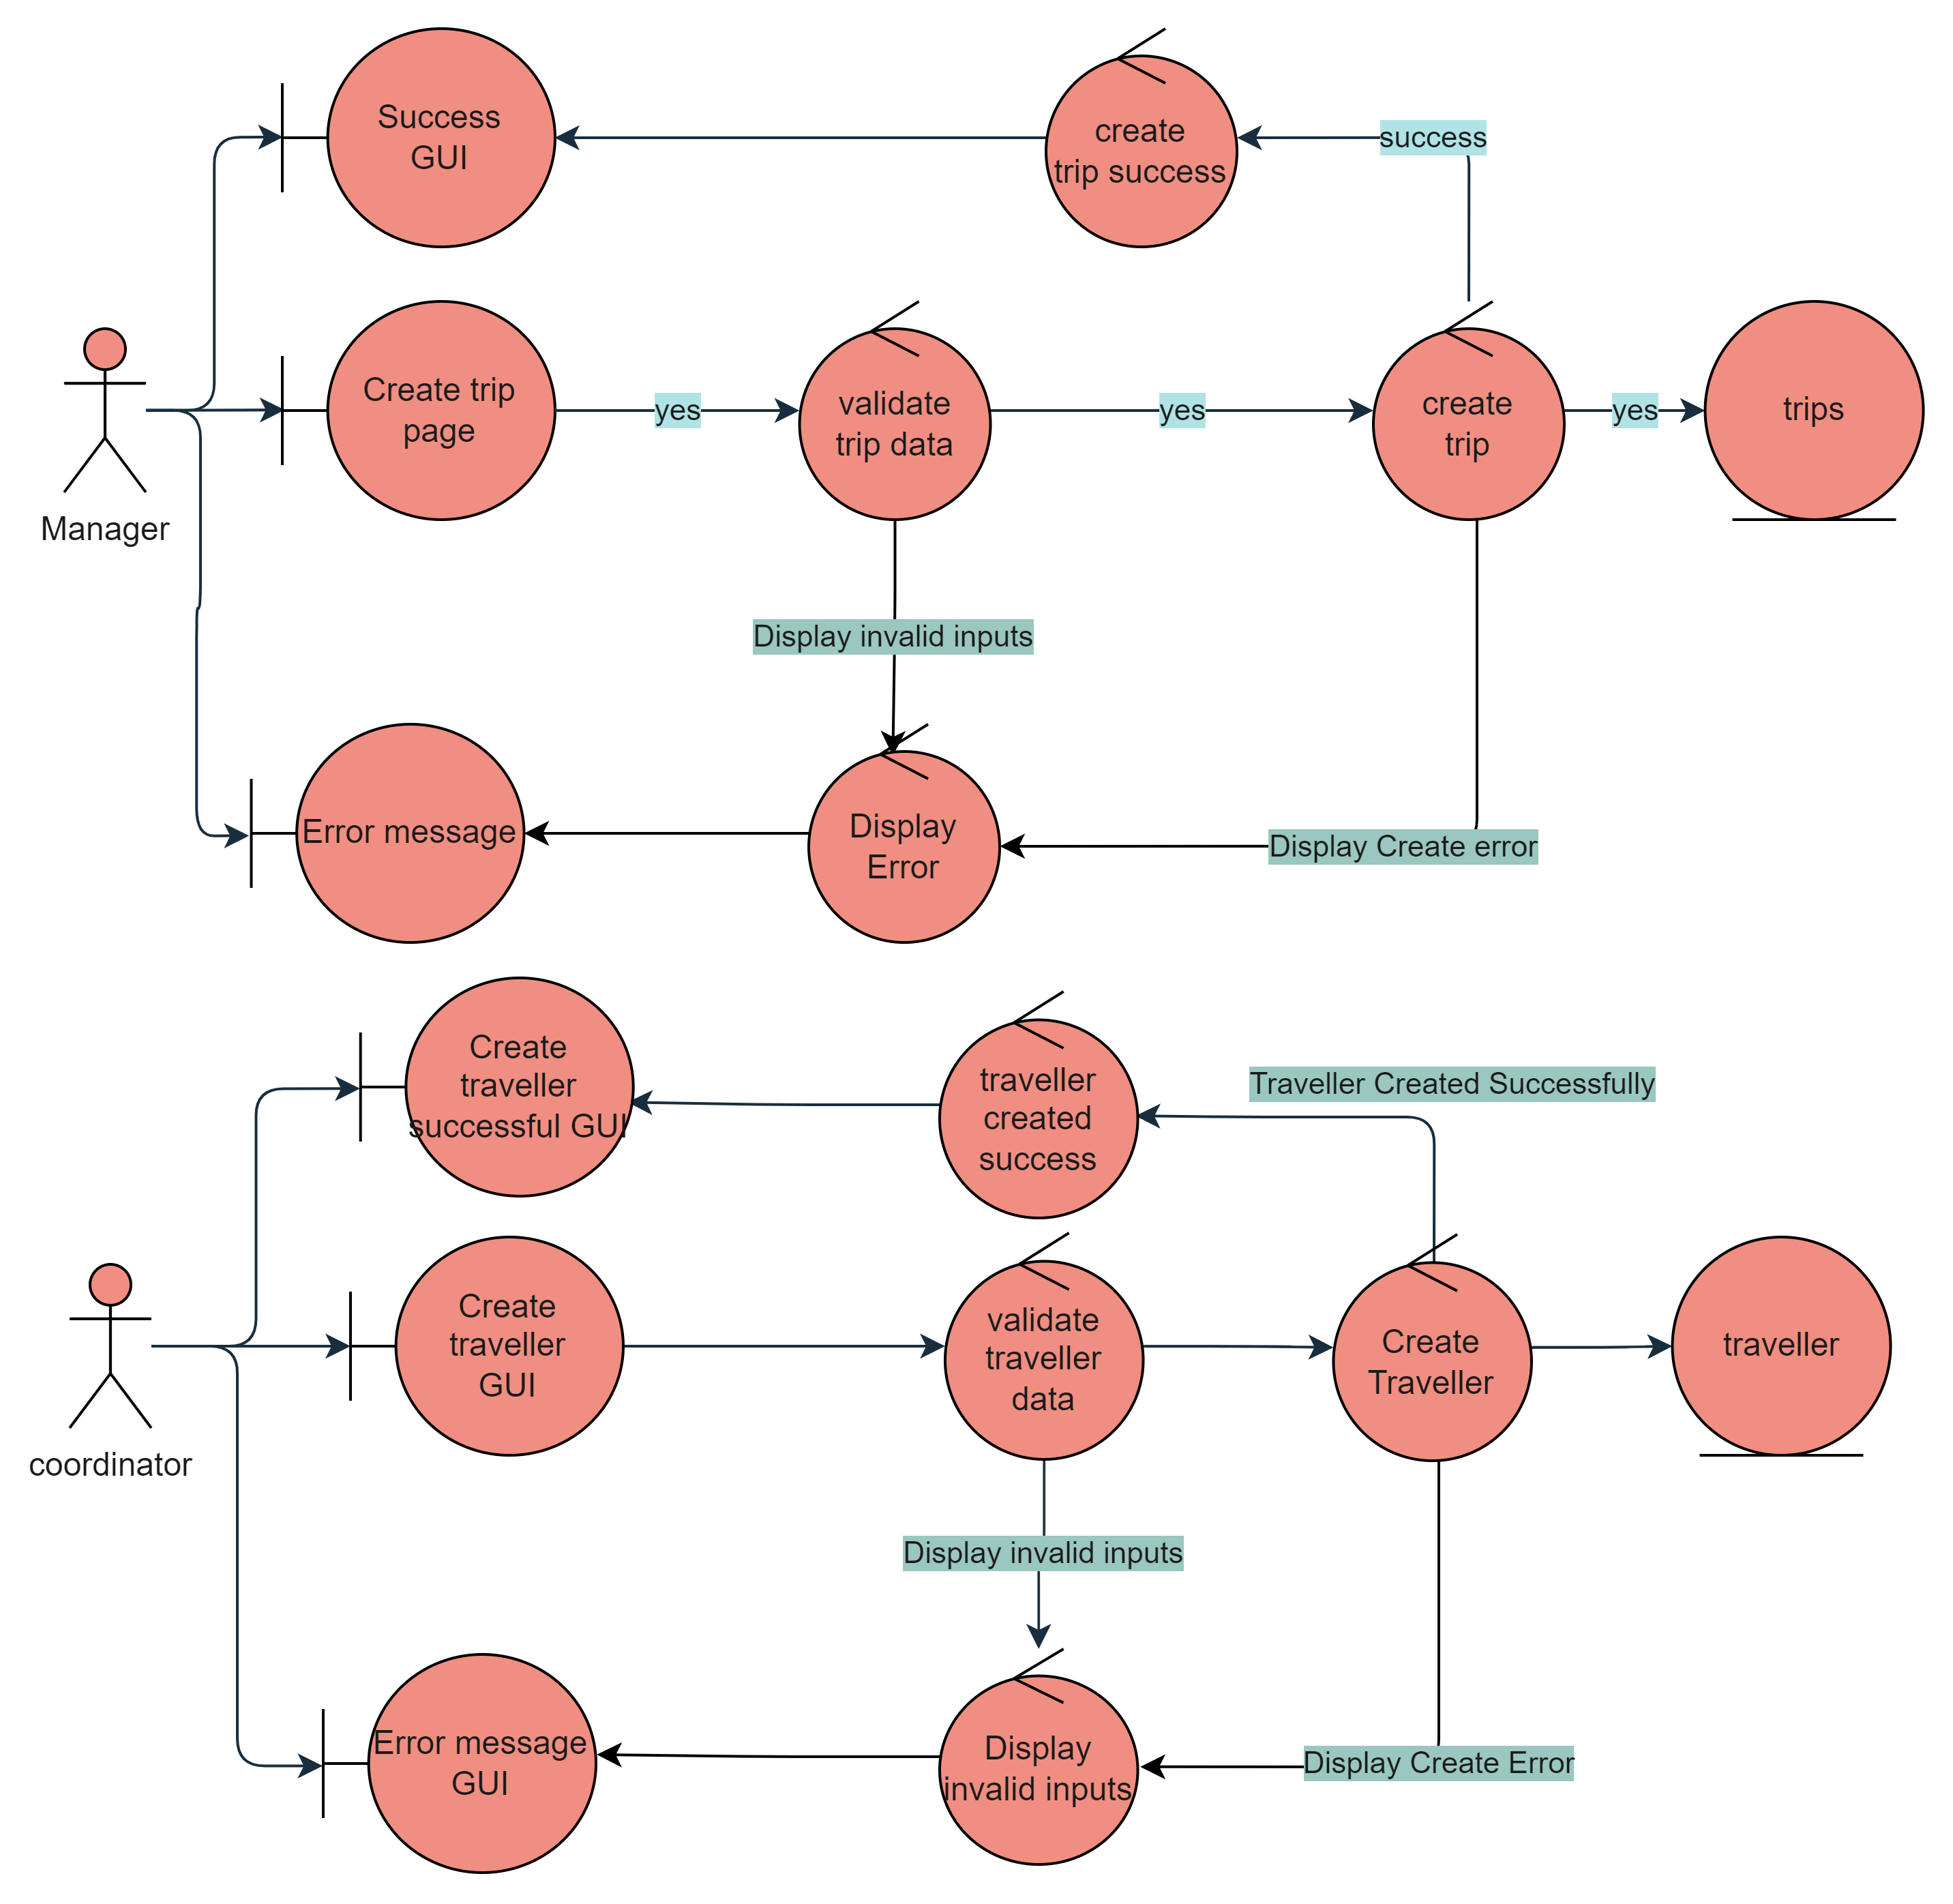 Success
GUI
create
trip success
success
Manager
Create trip
page
yes
validate
trip data
yes
create
trip
yes
trips
Display invalid inputs
Error message
Display
Error
Display Create error
Create
traveller
successful GUI
traveller
created
success
Traveller Created Successfully
coordinator
Create
traveller
GUI
validate
traveller
data
Create
Traveller
traveller
Display invalid inputs
Error message
GUI
Display
invalid inputs
Display Create Error